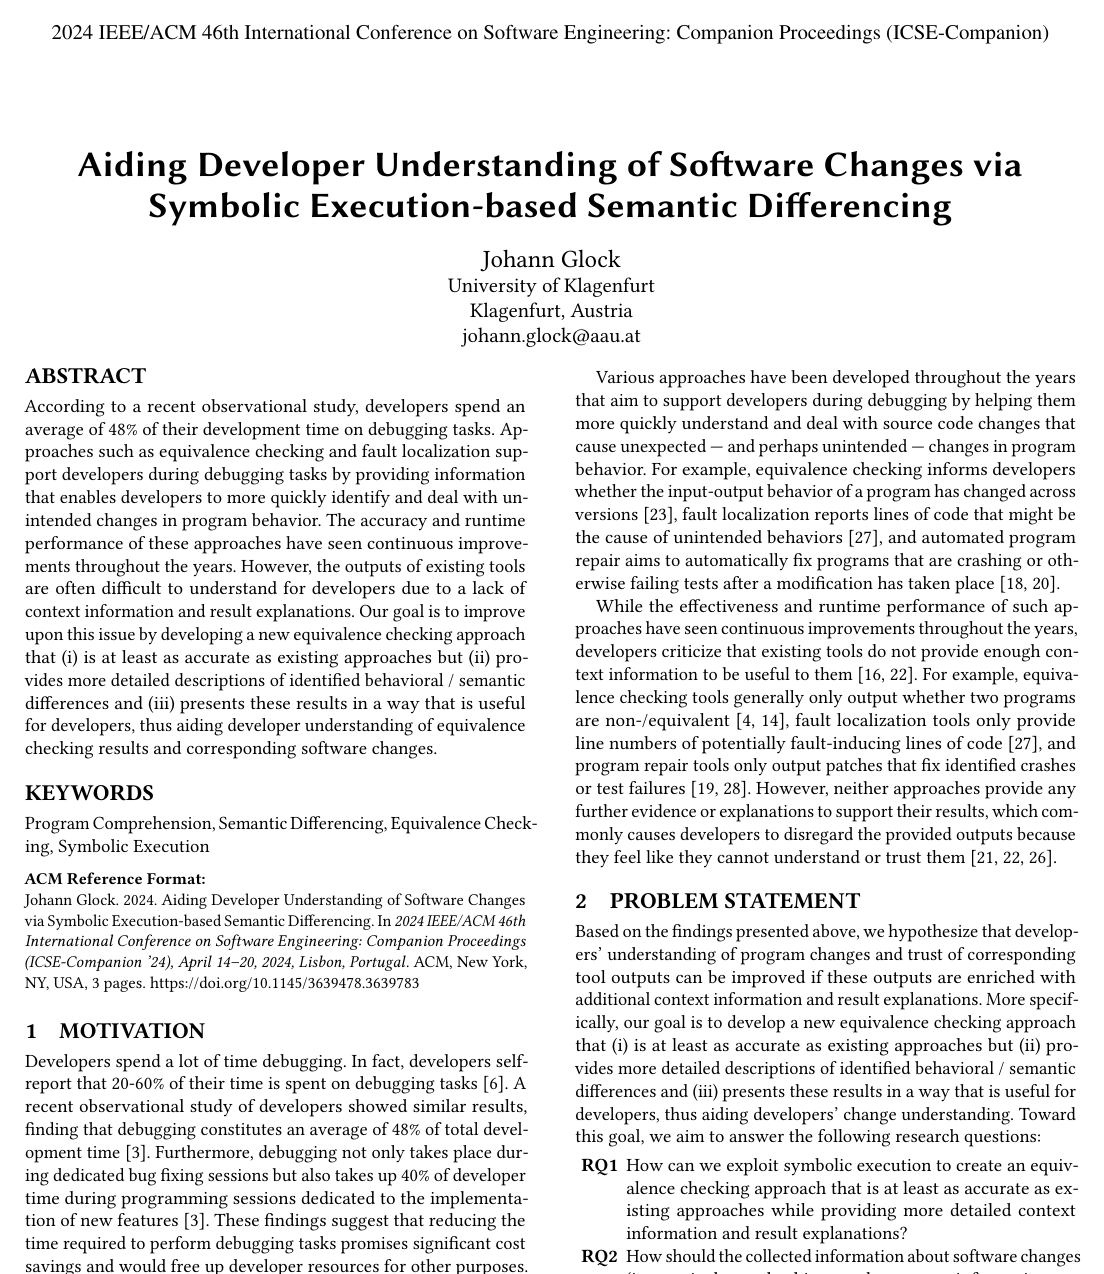 2024 IEEE/ACM 46th International Conference on Software Engineering: Companion Proceedings (ICSE-Companion)
Aiding Developer Understanding of Software Changes via
Symbolic Execution-based Semantic Differencing
Johann Glock
University of Klagenfurt
Klagenfurt, Austria
johann.glock@aau.at
ABSTRACT
According to a recent observational study, developers spend an
average of 48% of their development time on debugging tasks. Ap-
proaches such as equivalence checking and fault localization sup-
port developers during debugging tasks by providing information
that enables developers to more quickly identify and deal with un-
intended changes in program behavior. The accuracy and runtime
performance of these approaches have seen continuous improve-
ments throughout the years. However, the outputs of existing tools
are often difficult to understand for developers due to a lack of
context information and result explanations. Our goal is to improve
upon this issue by developing a new equivalence checking approach
that (i) is at least as accurate as existing approaches but (ii) pro-
vides more detailed descriptions of identified behavioral / semantic
differences and (iii) presents these results in a way that is useful
for developers, thus aiding developer understanding of equivalence
checking results and corresponding software changes.
KEYWORDS
Program Comprehension, Semantic Differencing, Equivalence Check-
ing, Symbolic Execution
ACM Reference Format:
Johann Glock. 2024. Aiding Developer Understanding of Software Changes
via Symbolic Execution-based Semantic Differencing. In 2024 IEEE/ACM 46th
International Conference on Software Engineering: Companion Proceedings
(ICSE-Companion ’24), April 14–20, 2024, Lisbon, Portugal. ACM, New York,
NY, USA, 3 pages. https://doi.org/10.1145/3639478.3639783
1 MOTIVATION
Developers spend a lot of time debugging. In fact, developers self-
report that 20-60% of their time is spent on debugging tasks [6]. A
recent observational study of developers showed similar results,
finding that debugging constitutes an average of 48% of total devel-
opment time [3]. Furthermore, debugging not only takes place dur-
ing dedicated bug fixing sessions but also takes up 40% of developer
time during programming sessions dedicated to the implementa-
tion of new features [3]. These findings suggest that reducing the
time required to perform debugging tasks promises significant cost
savings and would free up developer resources for other purposes.
Various approaches have been developed throughout the years
that aim to support developers during debugging by helping them
more quickly understand and deal with source code changes that
cause unexpected — and perhaps unintended — changes in program
behavior. For example, equivalence checking informs developers
whether the input-output behavior of a program has changed across
versions [23], fault localization reports lines of code that might be
the cause of unintended behaviors [27], and automated program
repair aims to automatically fix programs that are crashing or oth-
erwise failing tests after a modification has taken place [18, 20].
While the effectiveness and runtime performance of such ap-
proaches have seen continuous improvements throughout the years,
developers criticize that existing tools do not provide enough con-
text information to be useful to them [16, 22]. For example, equiva-
lence checking tools generally only output whether two programs
are non-/equivalent [4, 14], fault localization tools only provide
line numbers of potentially fault-inducing lines of code [27], and
program repair tools only output patches that fix identified crashes
or test failures [19, 28]. However, neither approaches provide any
further evidence or explanations to support their results, which com-
monly causes developers to disregard the provided outputs because
they feel like they cannot understand or trust them [21, 22, 26].
2 PROBLEM STATEMENT
Based on the findings presented above, we hypothesize that develop-
ers’ understanding of program changes and trust of corresponding
tool outputs can be improved if these outputs are enriched with
additional context information and result explanations. More specif-
ically, our goal is to develop a new equivalence checking approach
that (i) is at least as accurate as existing approaches but (ii) pro-
vides more detailed descriptions of identified behavioral / semantic
differences and (iii) presents these results in a way that is useful for
developers, thus aiding developers’ change understanding. Toward
this goal, we aim to answer the following research questions:
RQ1 How can we exploit symbolic execution to create an equiv-
alence checking approach that is at least as accurate as ex-
isting approaches while providing more detailed context
information and result explanations?
RQ2 How should the collected information about software changes